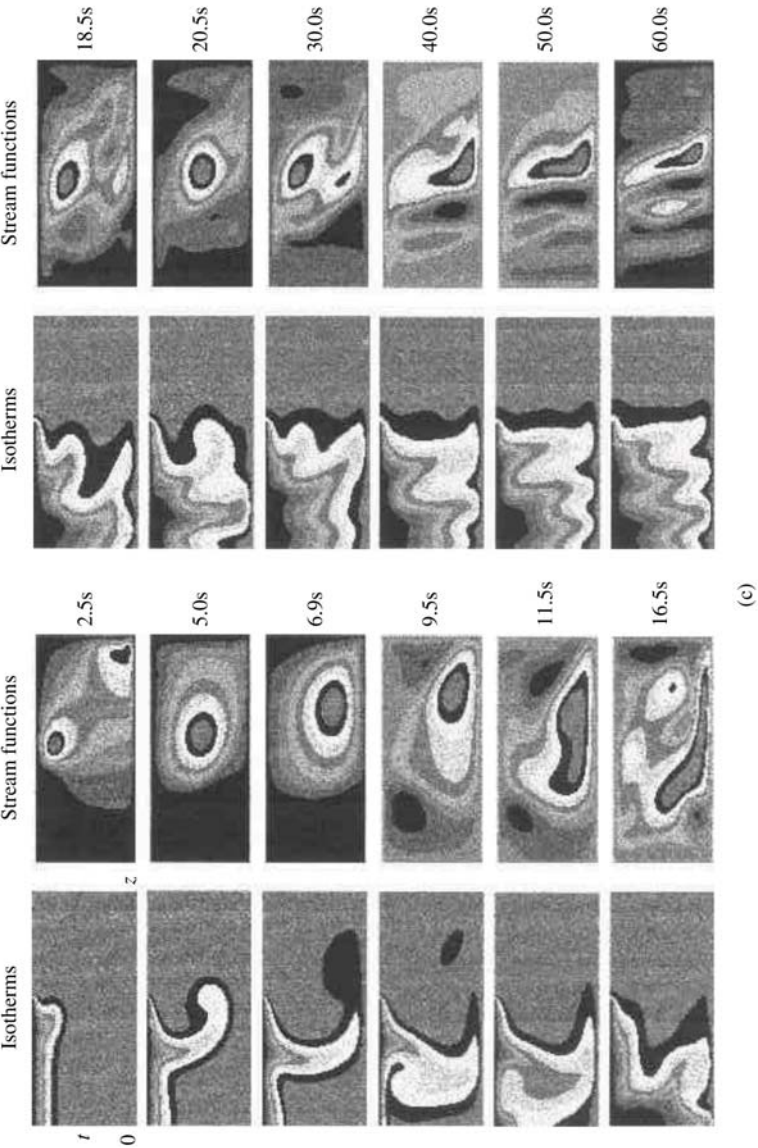 Isotherms Stream functions Isotherms Stream functions
t 2.5s 18.5s
0 z
5.0s 20.5s
6.9s 30.0s
9.5s 40.0s
11.5s 50.0s
16.5s 60.0s
(c)